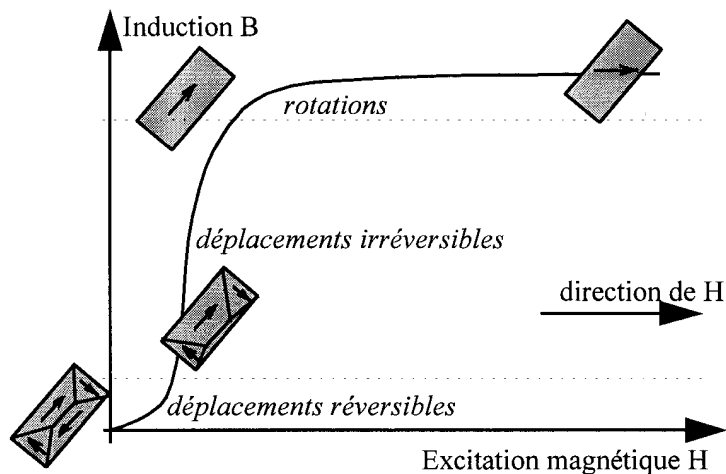 Induction B
rotations
déplacements irréversibles
direction de H
déplacements réversibles
Excitation magnétique H